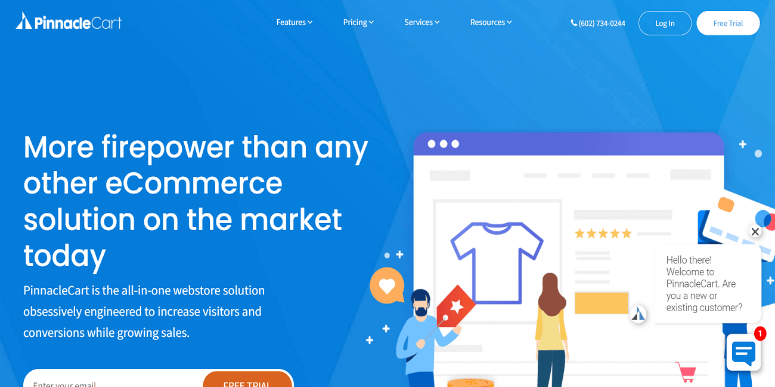 PinnacleCart
Features
Pricing
Services
Resources
(602) 734-0244
Log In
Free Trial
More firepower than any
other eCommerce
solution on the market
today
PinnacleCart is the all-in-one webstore solution
obsessively engineered to increase visitors and
conversions while growing sales.
Enter your email
FREE TRIAL
Hello there!
Welcome to
PinnacleCart. Are
you a new or
existing customer?
1